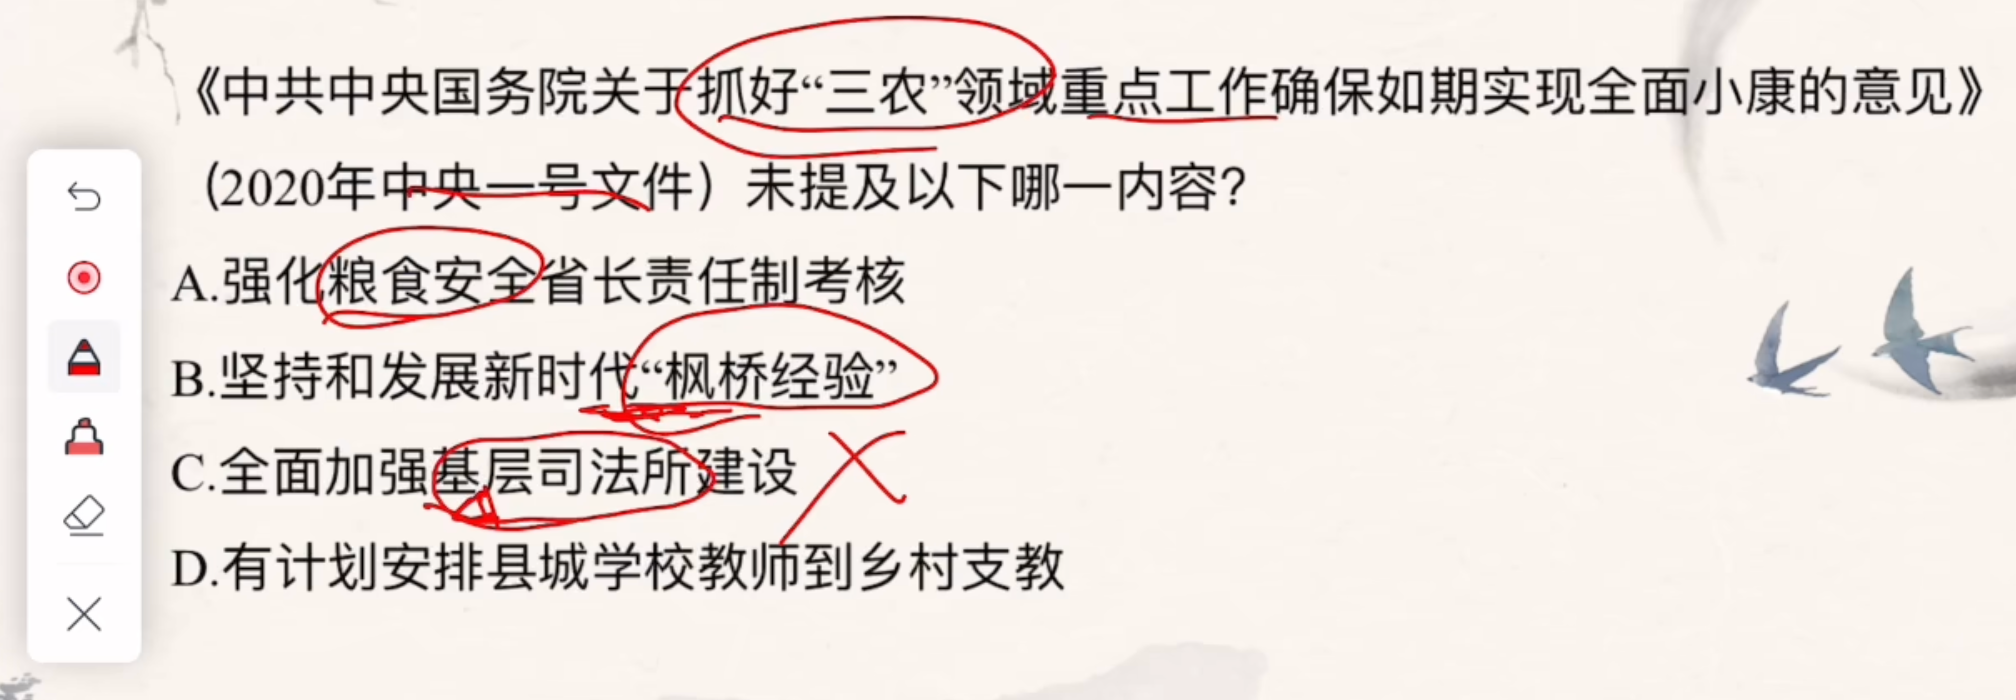 《中共中央国务院关于抓好“三农”领域重点工作确保如期实现全面小康的意见》
（2020年中央一号文件）未提及以下哪一内容？
A.强化粮食安全省长责任制考核
B.坚持和发展新时代“枫桥经验”
C.全面加强基层司法所建设
D.有计划安排县城学校教师到乡村支教